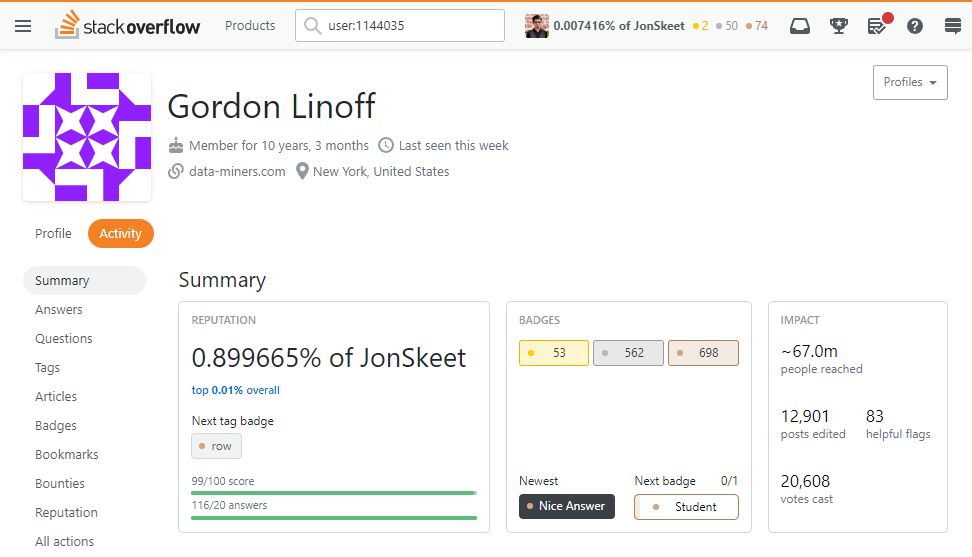 stackoverflow Products user:1144035 0.007416% of JonSkeet 2 50 74
Profiles
Gordon Linoff
Member for 10 years, 3 months Last seen this week
data-miners.com New York, United States
Profile Activity
Summary
Answers
Questions
Tags
Articles
Badges
Bookmarks
Bounties
Reputation
All actions
Summary
REPUTATION
0.899665% of JonSkeet
top 0.01% overall
Next tag badge
row
99/100 score
116/20 answers
BADGES
53 562 698
Newest
Nice Answer
Next badge 0/1
Student
IMPACT
~67.0m
people reached
12,901
posts edited
83
helpful flags
20,608
votes cast